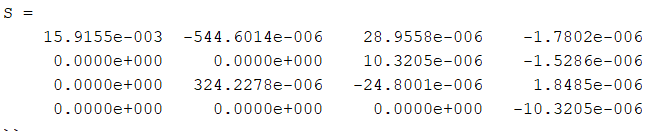 S =
15.9155e-003 -544.6014e-006 28.9558e-006 -1.7802e-006
0.0000e+000 0.0000e+000 10.3205e-006 -1.5286e-006
0.0000e+000 324.2278e-006 -24.8001e-006 1.8485e-006
0.0000e+000 0.0000e+000 0.0000e+000 -10.3205e-006